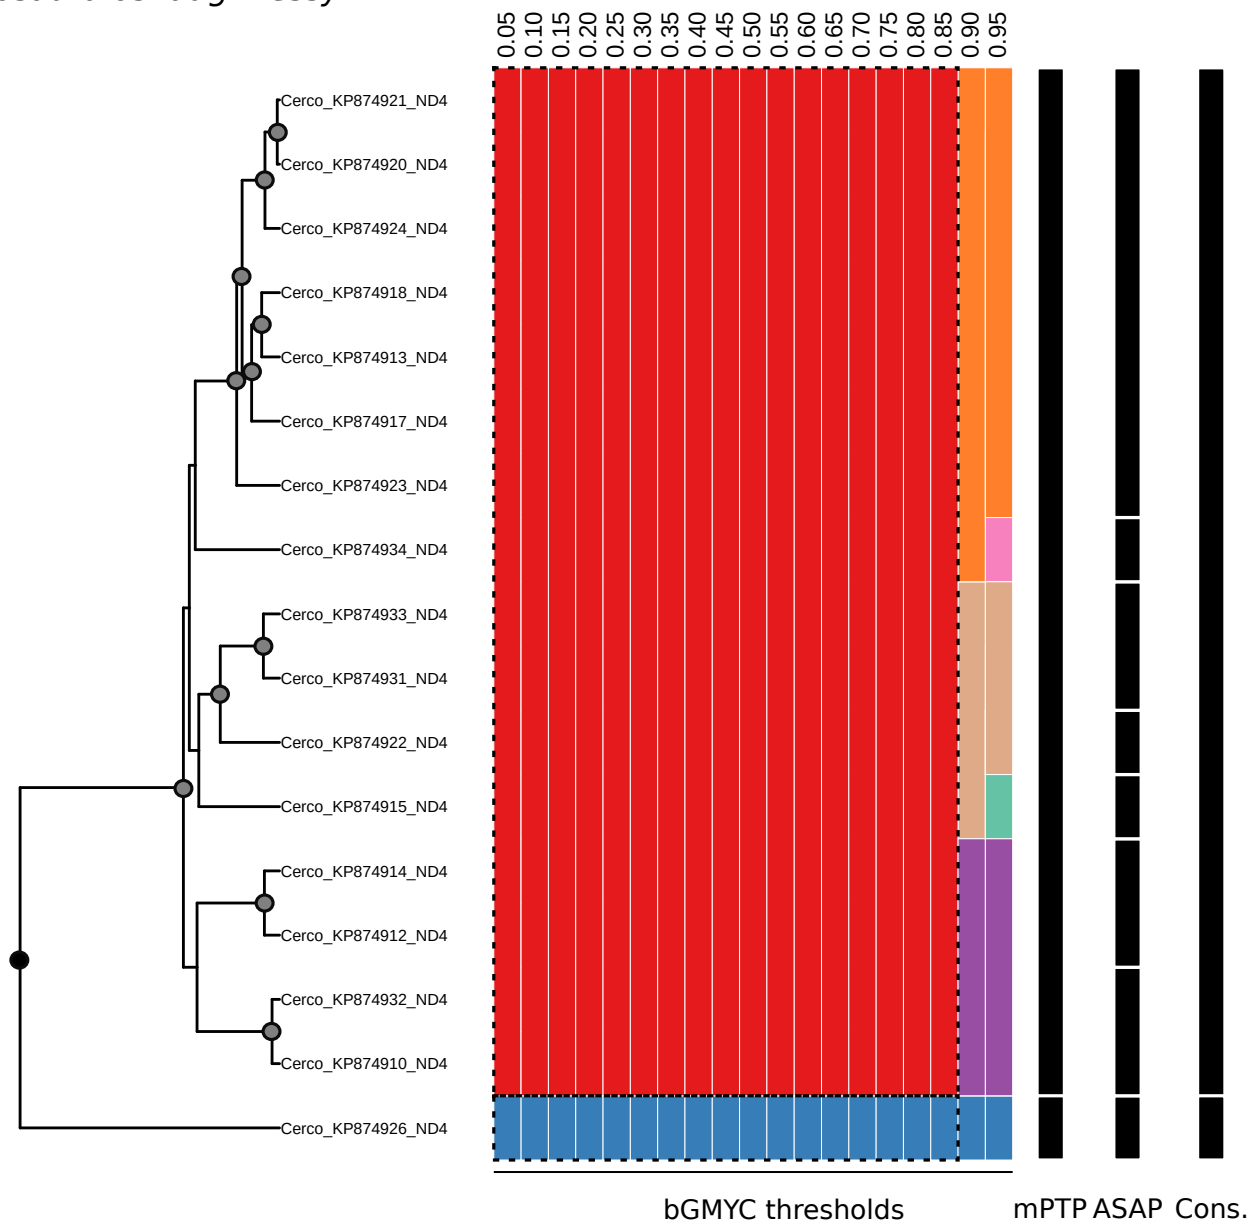 0.05 0.10 0.15 0.20 0.25 0.30 0.35 0.40 0.45 0.50 0.55 0.60 0.65 0.70 0.75 0.80 0.85 0.90 0.95
Cerco_KP874921_ND4
Cerco_KP874920_ND4
Cerco_KP874924_ND4
Cerco_KP874918_ND4
Cerco_KP874913_ND4
Cerco_KP874917_ND4
Cerco_KP874923_ND4
Cerco_KP874934_ND4
Cerco_KP874933_ND4
Cerco_KP874931_ND4
Cerco_KP874922_ND4
Cerco_KP874915_ND4
Cerco_KP874914_ND4
Cerco_KP874912_ND4
Cerco_KP874932_ND4
Cerco_KP874910_ND4
Cerco_KP874926_ND4
bGMYC thresholds mPTP ASAP Cons.